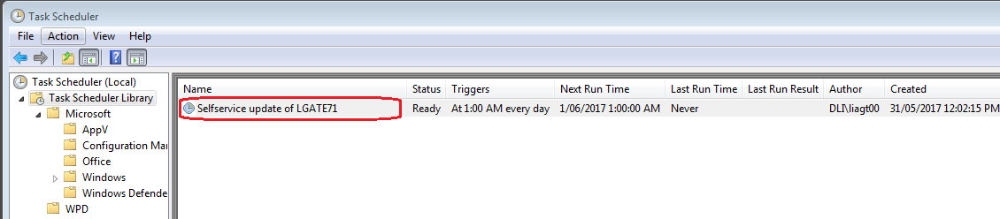 Task Scheduler
File Action View Help
Task Scheduler (Local)
Task Scheduler Library
Microsoft
AppV
Configuration Ma
Office
Windows
Windows Defende
WPD
Name Status Triggers Next Run Time Last Run Time Last Run Result Author Created
Selfservice update of LGATE71 Ready At 1:00 AM every day 1/06/2017 1:00:00 AM Never DLI\liagt00 31/05/2017 12:02:15 PM